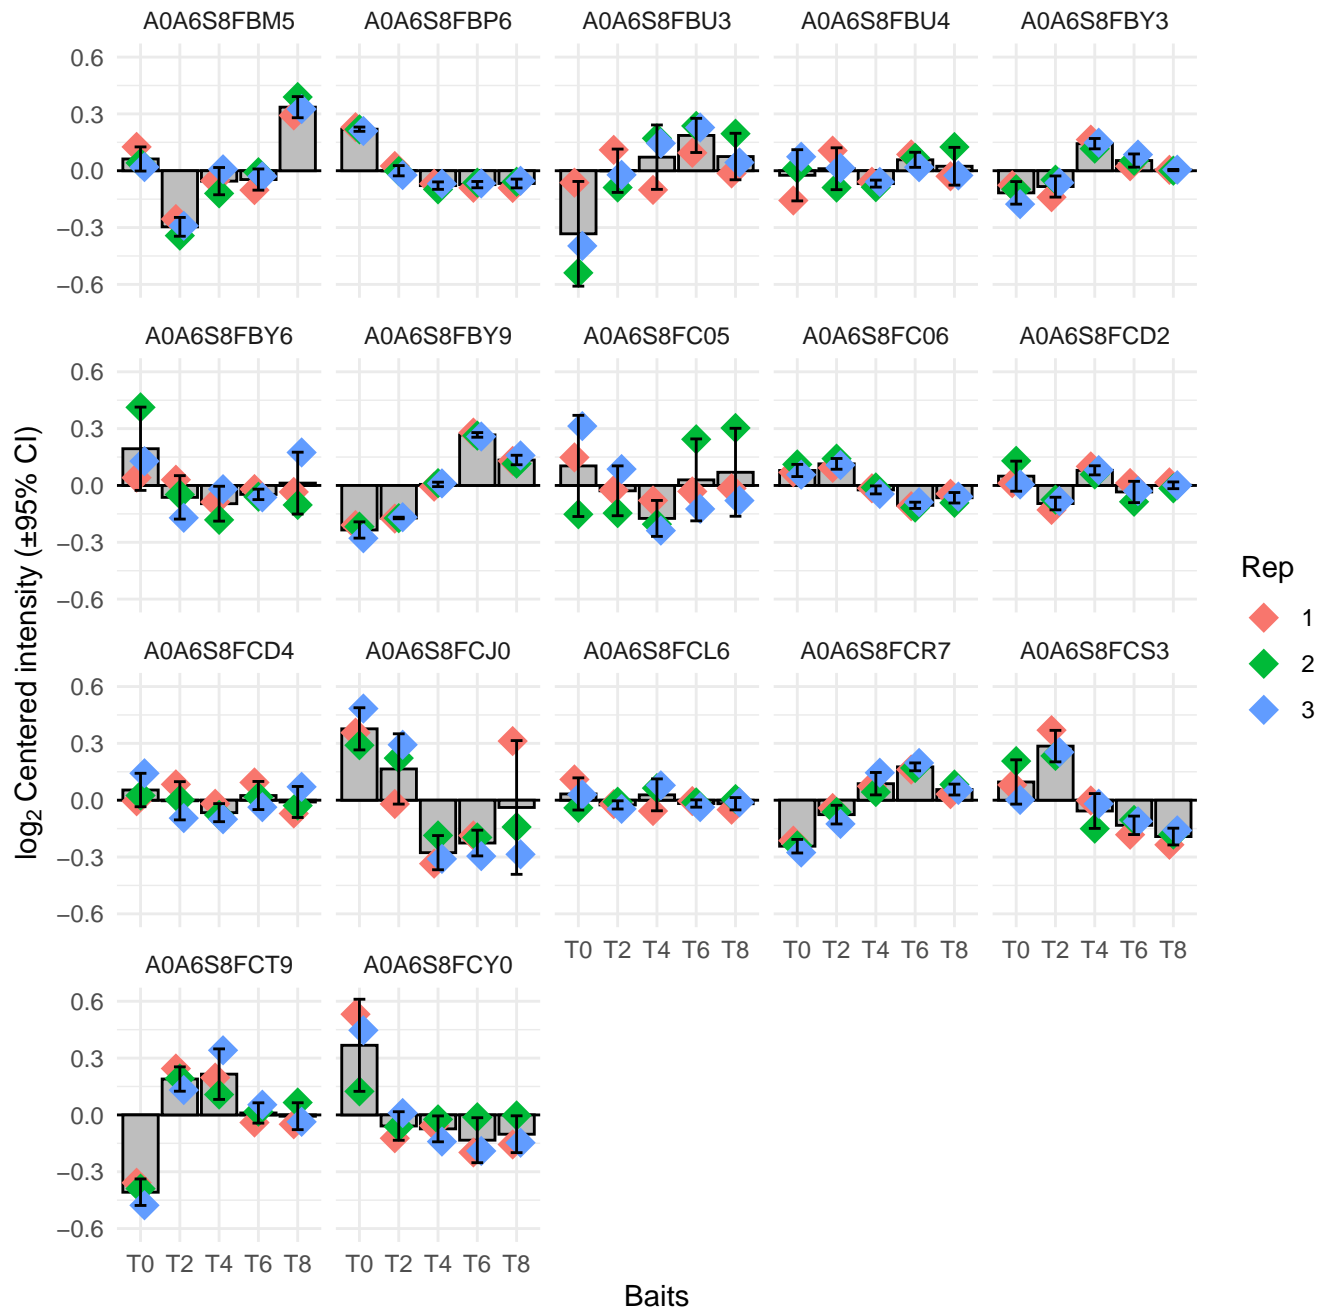 A0A6S8FBM5 A0A6S8FBP6 A0A6S8FBU3 A0A6S8FBU4 A0A6S8FBY3
0.6
0.3
0.0
−0.3
−0.6
A0A6S8FBY6 A0A6S8FBY9 A0A6S8FC05 A0A6S8FC06 A0A6S8FCD2
0.6
0.3
0.0
−0.3
−0.6
A0A6S8FCD4 A0A6S8FCJ0 A0A6S8FCL6 A0A6S8FCR7 A0A6S8FCS3
0.6
0.3
0.0
−0.3
−0.6
T0 T2 T4 T6 T8 T0 T2 T4 T6 T8 T0 T2 T4 T6 T8
A0A6S8FCT9 A0A6S8FCY0
0.6
0.3
0.0
−0.3
−0.6
T0 T2 T4 T6 T8 T0 T2 T4 T6 T8
Baits
log₂ Centered intensity (±95% CI)
Rep
1
2
3